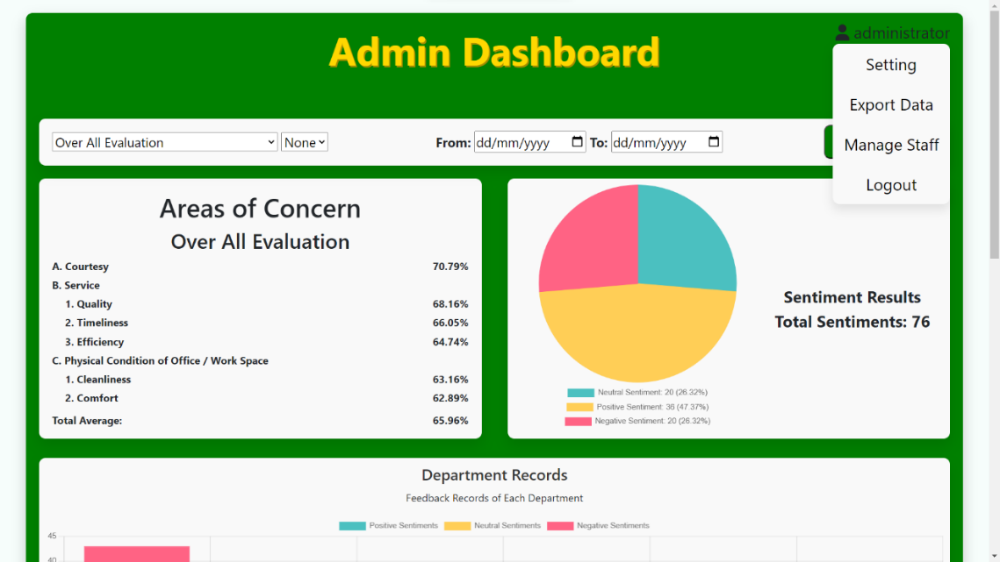 Admin Dashboard
administrator
Setting
Export Data
Manage Staff
Logout
Over All Evaluation None From: dd/mm/yyyy To: dd/mm/yyyy
Areas of Concern
Over All Evaluation
A. Courtesy 70.79%
B. Service
1. Quality 68.16%
2. Timeliness 66.05%
3. Efficiency 64.74%
C. Physical Condition of Office / Work Space
1. Cleanliness 63.16%
2. Comfort 62.89%
Total Average: 65.96%
Neutral Sentiment: 20 (26.32%)
Positive Sentiment: 36 (47.37%)
Negative Sentiment: 20 (26.32%)
Sentiment Results
Total Sentiments: 76
Department Records
Feedback Records of Each Department
Positive Sentiments Neutral Sentiments Negative Sentiments
45
40